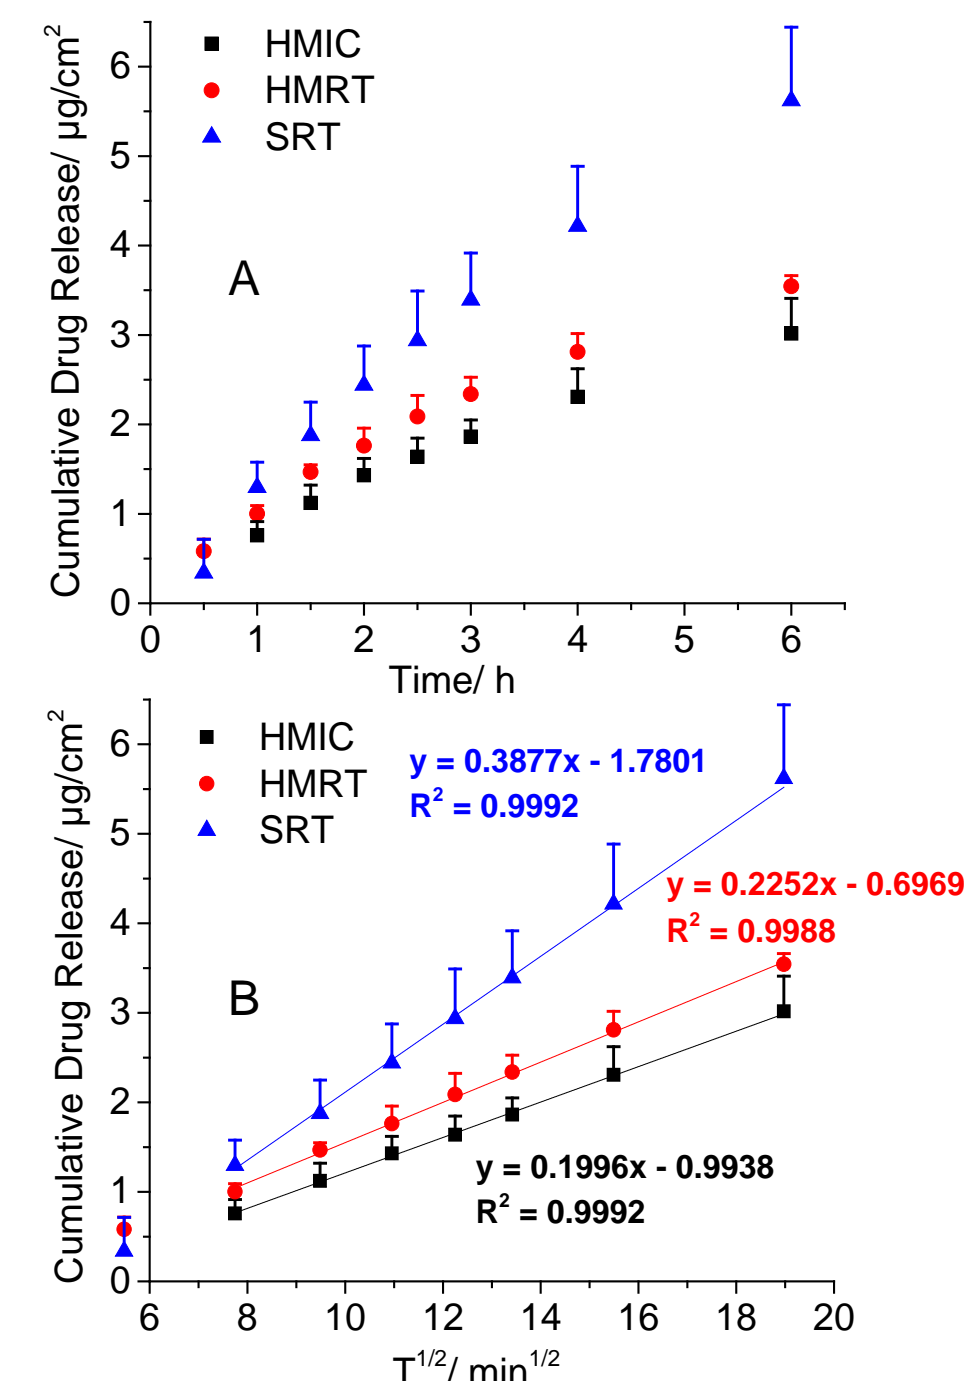 HMIC
HMRT
SRT
A
Cumulative Drug Release/ µg/cm²
6
5
4
3
2
1
0
0 1 2 3 4 5 6
Time/ h
HMIC
HMRT
SRT
y = 0.3877x - 1.7801
R² = 0.9992
y = 0.2252x - 0.6969
R² = 0.9988
B
y = 0.1996x - 0.9938
R² = 0.9992
Cumulative Drug Release/ µg/cm²
6
5
4
3
2
1
0
6 8 10 12 14 16 18 20
T^1/2/ min^1/2